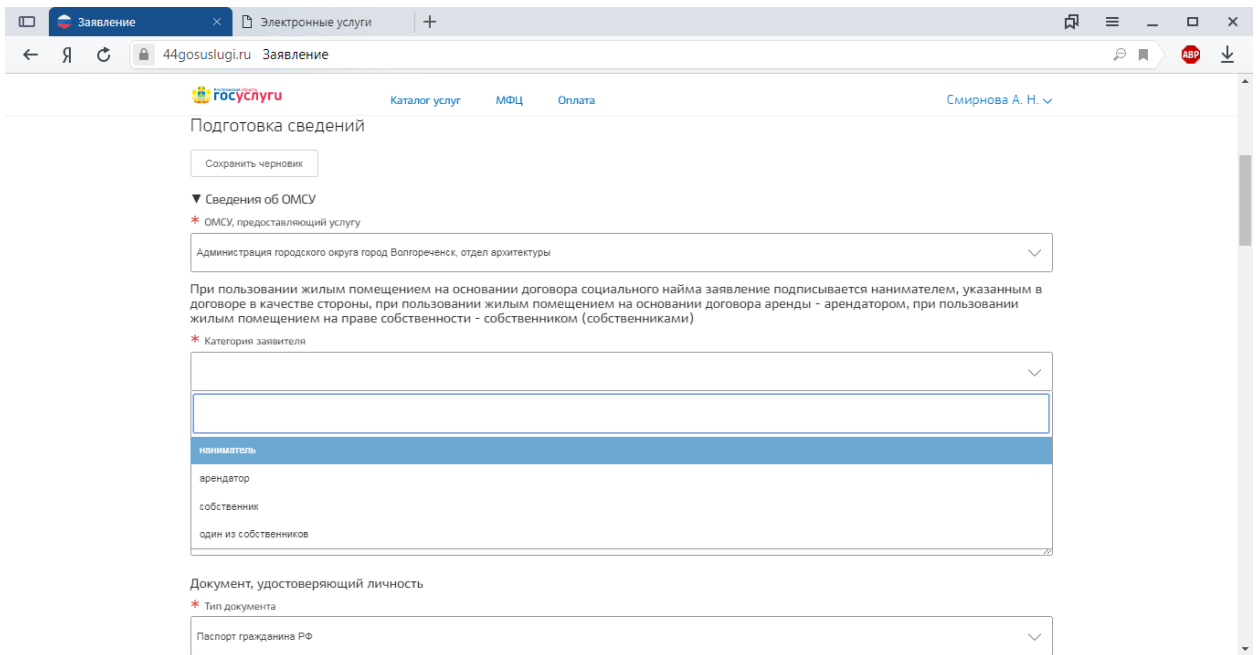 Заявление
Электронные услуги
44gosuslugi.ru Заявление
ABP
Костромская область
госуслуги
Каталог услуг
МФЦ
Оплата
Смирнова А. Н.
Подготовка сведений
Сохранить черновик
▼ Сведения об ОМСУ
* ОМСУ, предоставляющий услугу
Администрация городского округа город Волгореченск, отдел архитектуры
При пользовании жилым помещением на основании договора социального найма заявление подписывается нанимателем, указанным в
договоре в качестве стороны, при пользовании жилым помещением на основании договора аренды - арендатором, при пользовании
жилым помещением на праве собственности - собственником (собственниками)
* Категория заявителя
наниматель
арендатор
собственник
один из собственников
Документ, удостоверяющий личность
* Тип документа
Паспорт гражданина РФ